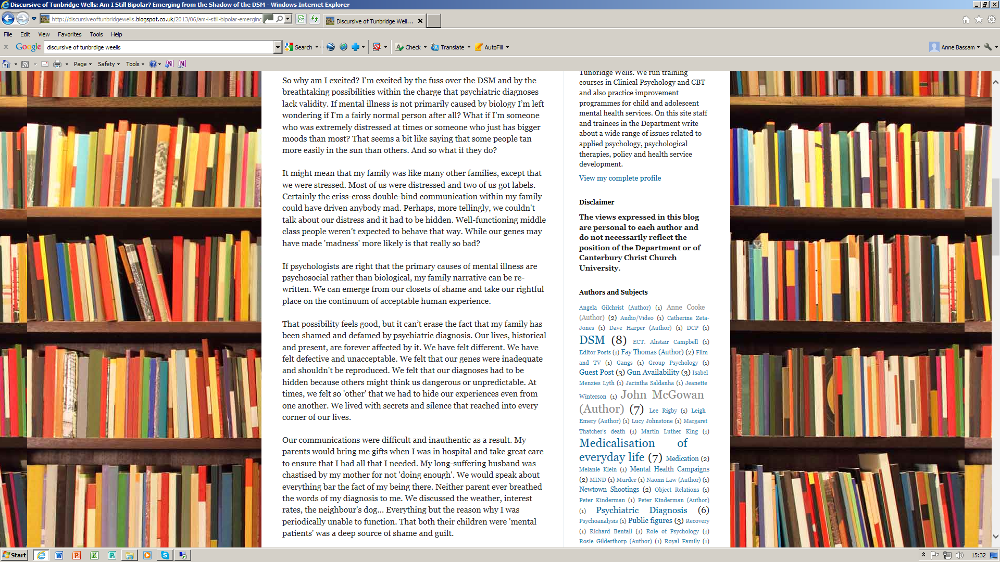 Discursive of Tunbridge Wells: Am I Still Bipolar? Emerging from the Shadow of the DSM - Windows Internet Explorer
http://discursiveoftunbridgewells.blogspot.co.uk/2013/06/am-i-still-bipolar-emerging
Discursive of Tunbridge Well...
File Edit View Favorites Tools Help
Google discursive of tunbrdige weells Search Check Translate AutoFill Anne Bassam
Page Safety Tools
So why am I excited? I'm excited by the fuss over the DSM and by the
breathtaking possibilities within the charge that psychiatric diagnoses
lack validity. If mental illness is not primarily caused by biology I'm left
wondering if I'm a fairly normal person after all? What if I'm someone
who was extremely distressed at times or someone who just has bigger
moods than most? That seems a bit like saying that some people tan
more easily in the sun than others. And so what if they do?
It might mean that my family was like many other families, except that
we were stressed. Most of us were distressed and two of us got labels.
Certainly the criss-cross double-bind communication within my family
could have driven anybody mad. Perhaps, more tellingly, we couldn't
talk about our distress and it had to be hidden. Well-functioning middle
class people weren't expected to behave that way. While our genes may
have made 'madness' more likely is that really so bad?
If psychosologists are right that the primary causes of mental illness are
psychosocial rather than biological, my family narrative can be re-
written. We can emerge from our closets of shame and take our rightful
place on the continuum of acceptable human experience.
That possibility feels good, but it can't erase the fact that my family has
been shamed and defamed by psychiatric diagnosis. Our lives, historical
and present, are forever affected by it. We have felt different. We have
felt defective and unacceptable. We felt that our genes were inadequate
and shouldn't be reproduced. We felt that our diagnoses had to be
hidden because others might think us dangerous or unpredictable. At
times, we felt so 'other' that we had to hide our experiences even from
one another. We lived with secrets and silence that reached into every
corner of our lives.
Our communications were difficult and inauthentic as a result. My
parents would bring me gifts when I was in hospital and take great care
to ensure that I had all that I needed. My long-suffering husband was
chastised by my mother for not 'doing enough'. We would speak about
everything bar the fact of my being there. Neither parent ever breathed
the words of my diagnosis to me. We discussed the weather, interest
rates, the neighbour's dog... Everything but the reason why I was
periodically unable to function. That both their children were 'mental
patients' was a deep source of shame and guilt.
Tunbridge Wells. We run training
courses in Clinical Psychology and CBT
and also practice improvement
programmes for child and adolescent
mental health services. On this site staff
and trainees in the Department write
about a wide range of issues related to
applied psychology, psychological
therapies, policy and health service
development.
View my complete profile
Disclaimer
The views expressed in this blog
are personal to each author and
do not necessarily reflect the
position of the Department or of
Canterbury Christ Church
University.
Authors and Subjects
Angela Gilchrist (Author) (1) Anne Cooke
(Author) (2) Audio/Video (1) Catherine Zeta-
Jones (1) Dave Harper (Author) (1) DCP (1)
DSM (8) ECT. Alistair Campbell (1)
Editor Posts (1) Fay Thomas (Author) (2) Film
and TV (1) Gangs (1) Group Psychology (1)
Guest Post (3) Gun Availability (3) Isabel
Menzies Lyth (1) Jacintha Saldanha (1) Jeanette
Winterson (1) John McGowan
(Author) (7) Lee Rigby (1) Leigh
Emery (Author) (1) Lucy Johnstone (1) Margaret
Thatcher's death (1) Martin Luther King (1)
Medicalisation of
everyday life (7) Medication (2)
Melanie Klein (1) Mental Health Campaigns
(2) MIND (1) Murder (1) Naomi Law (Author) (1)
Newtown Shootings (2) Object Relations (1)
Peter Kinderman (1) Peter Kinderman (Author)
(1) Psychiatric Diagnosis (6)
Psychoanalysis (1) Public figures (3) Recovery
(1) Richard Bentall (1) Role of Psychology (1)
Rosie Gilderthorp (Author) (1) Royal Family (1)
Start 15:32